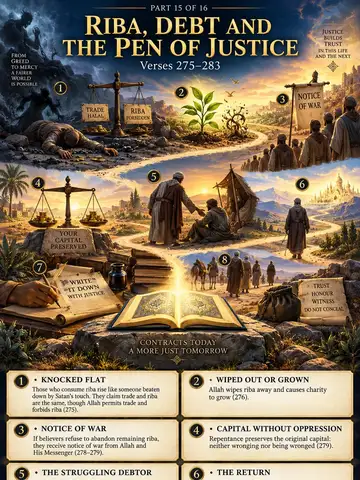 PART 15 OF 16
RIBA, DEBT AND
THE PEN OF JUSTICE
Verses 275–283
FROM
GREED
TO MERCY
A FAIRER
WORLD
IS POSSIBLE
JUSTICE
BUILDS
TRUST
IN THIS LIFE
AND THE NEXT
1
TRADE
HALAL
RIBA
FORBIDDEN
2
3
NOTICE
OF WAR
4
YOUR
CAPITAL
PRESERVED
5
6
7
WRITE
IT DOWN
WITH JUSTICE
8
TRUST
HONOUR
WITNESS
DO NOT CONCEAL
CONTRACTS TODAY
A MORE JUST TOMORROW
1 • KNOCKED FLAT
Those who consume riba rise like someone beaten
down by Satan's touch. They claim trade and riba
are the same, though Allah permits trade and
forbids riba (275).
2 • WIPED OUT OR GROWN
Allah wipes riba away and causes charity
to grow (276).
3 • NOTICE OF WAR
If believers refuse to abandon remaining riba,
they receive notice of war from Allah and
His Messenger (278–279).
4 • CAPITAL WITHOUT OPPRESSION
Repentance preserves the original capital:
neither wronging nor being wronged (279).
5 • THE STRUGGLING DEBTOR
6 • THE RETURN